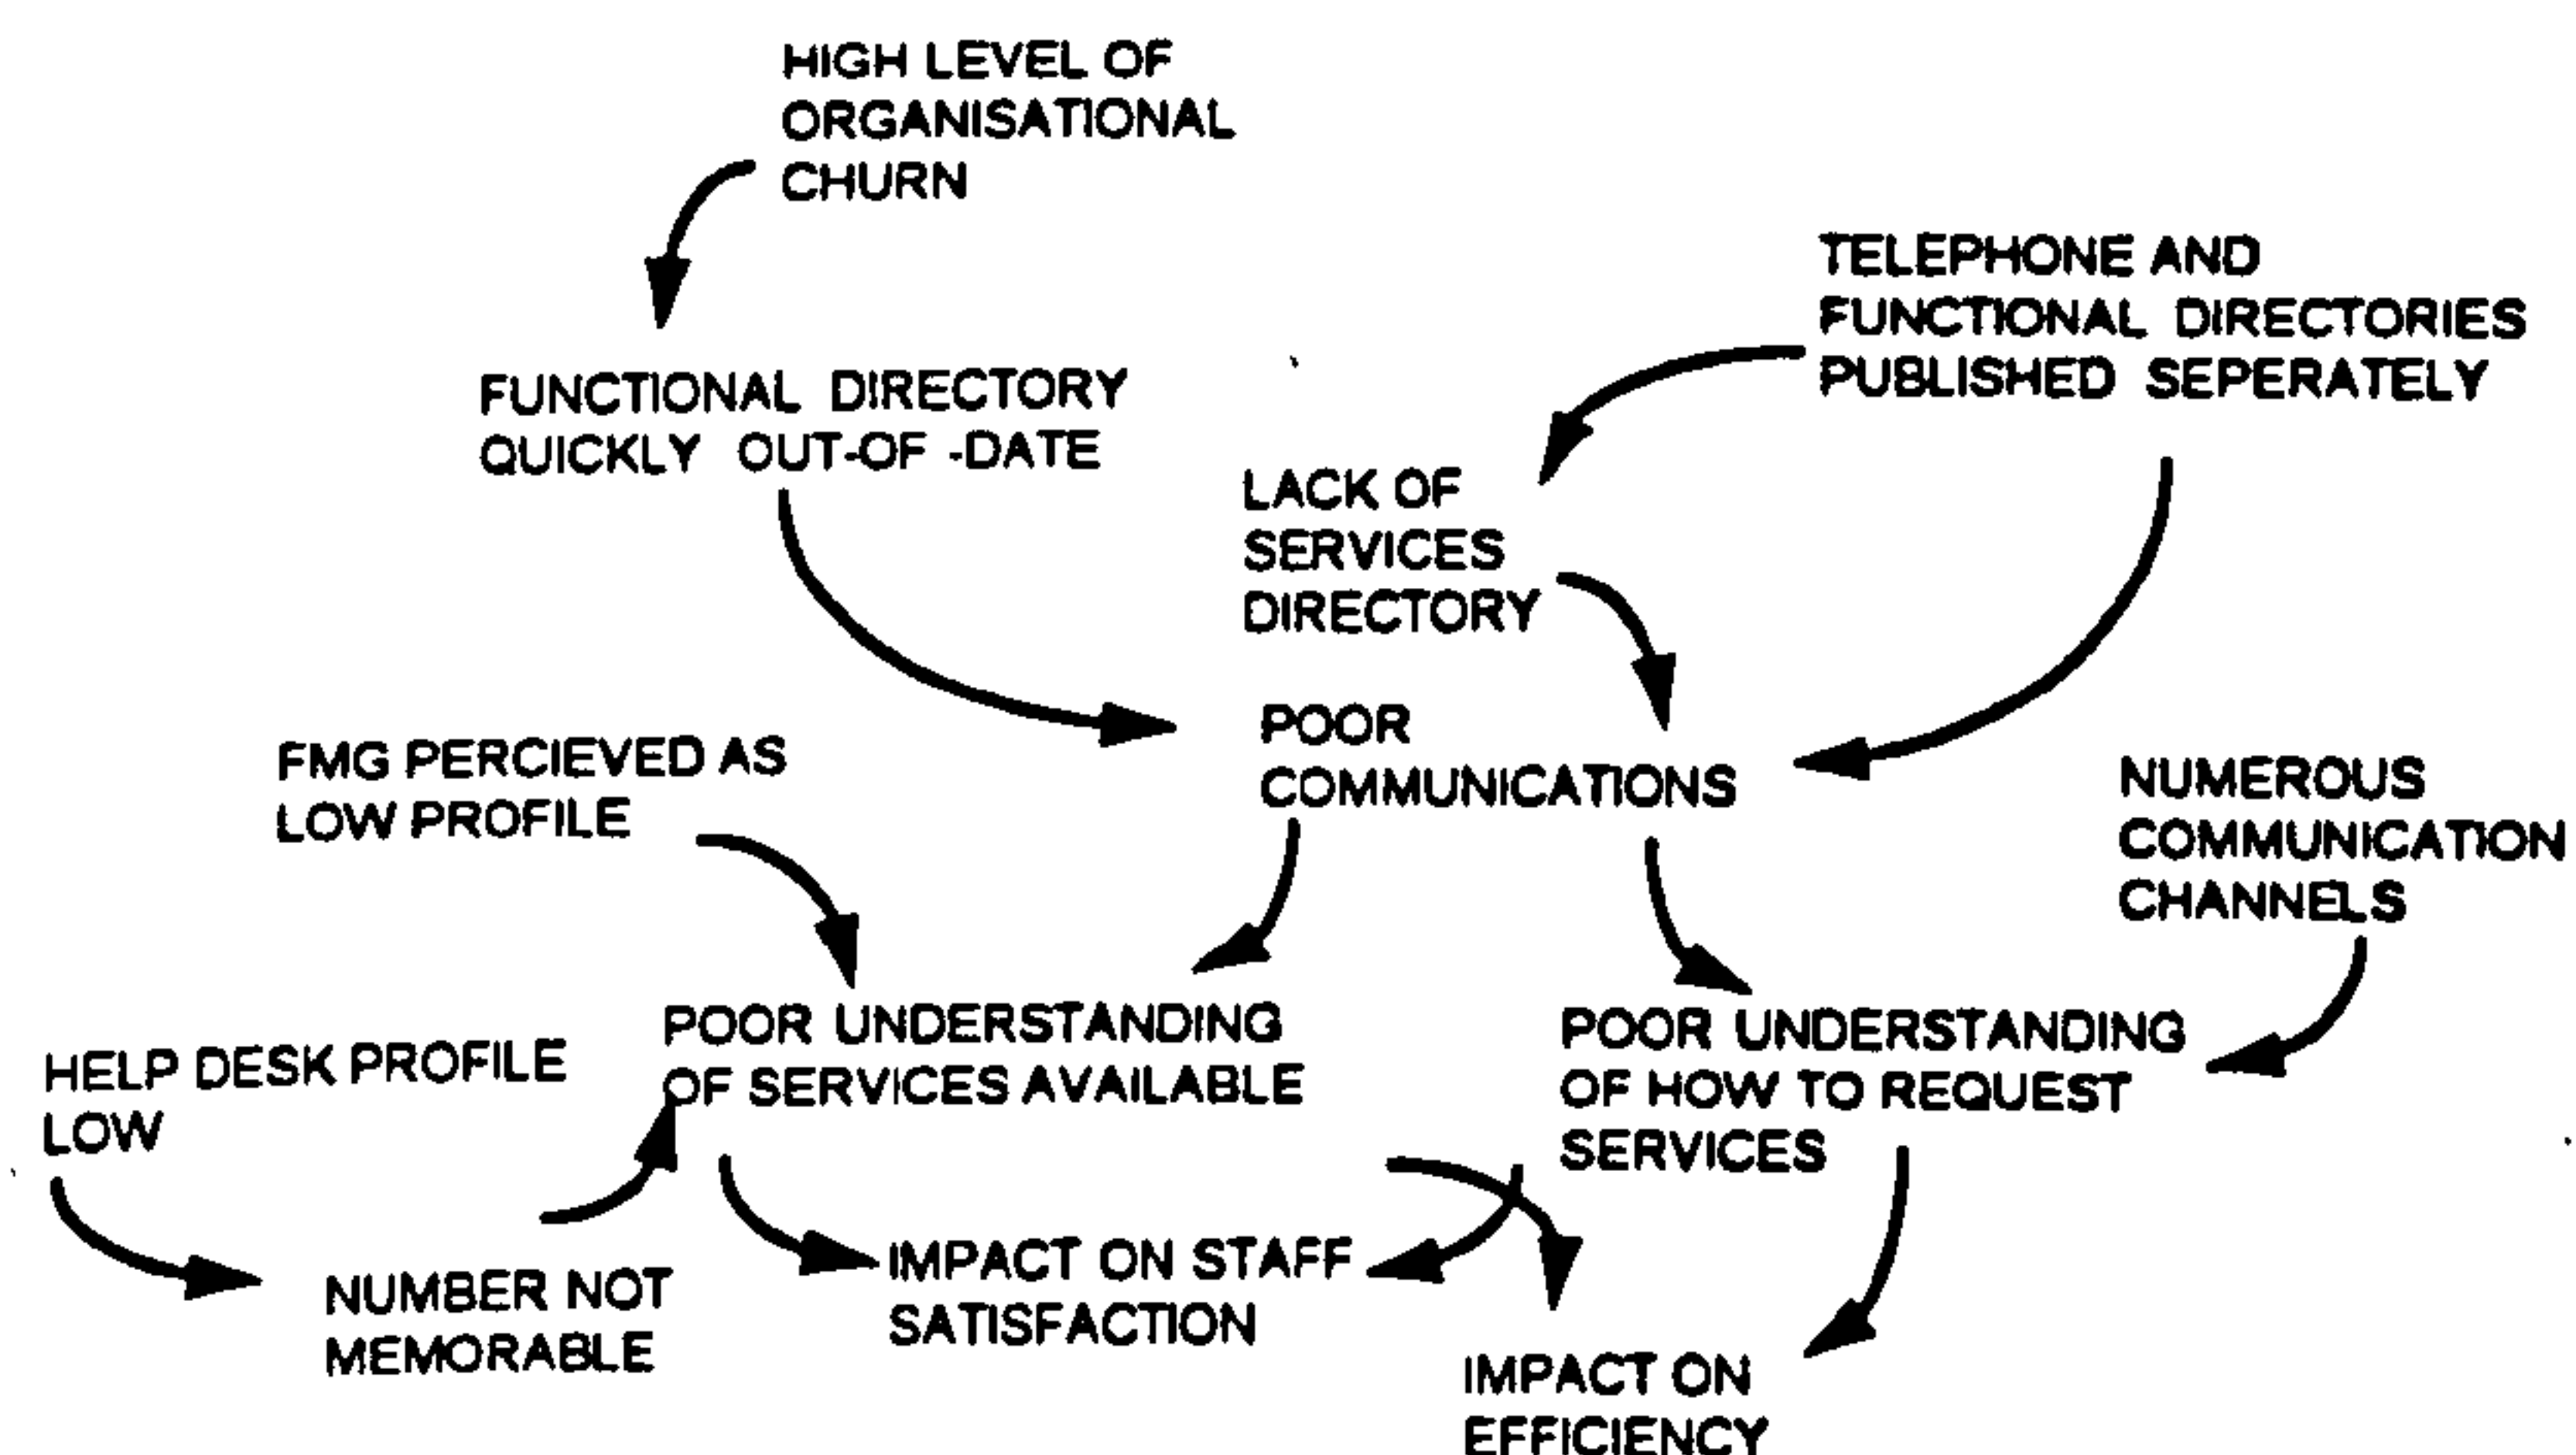 HIGH LEVEL OF
ORGANISATIONAL
CHURN
TELEPHONE AND
FUNCTIONAL DIRECTORIES
PUBLISHED SEPERATELY
FUNCTIONAL DIRECTORY
QUICKLY OUT-OF -DATE
LACK OF
SERVICES
DIRECTORY
POOR
COMMUNICATIONS
FMG PERCIEVED AS
LOW PROFILE
NUMEROUS
COMMUNICATION
CHANNELS
POOR UNDERSTANDING
OF SERVICES AVAILABLE
POOR UNDERSTANDING
OF HOW TO REQUEST
SERVICES
HELP DESK PROFILE
LOW
NUMBER NOT
MEMORABLE
IMPACT ON STAFF
SATISFACTION
IMPACT ON
EFFICIENCY